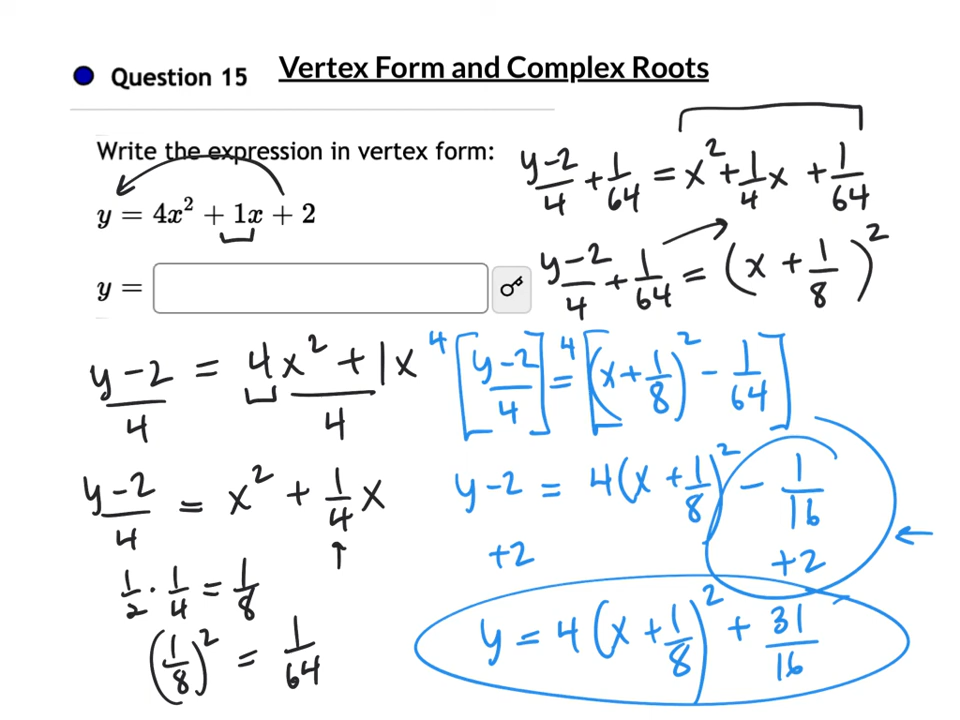 Question 15 Vertex Form and Complex Roots
Write the expression in vertex form:
y = 4x² + 1x + 2
y =
(y-2)/4 + 1/64 = x² + 1/4 x + 1/64
(y-2)/4 + 1/64 = (x + 1/8)²
(y-2)/4 = (4x² + 1x)/4
(y-2)/4 = x² + 1/4 x
1/2 · 1/4 = 1/8
(1/8)² = 1/64
4[(y-2)/4] = 4[(x + 1/8)² - 1/64]
y-2 = 4(x + 1/8)² - 1/16
+2 +2
y = 4(x + 1/8)² + 31/16